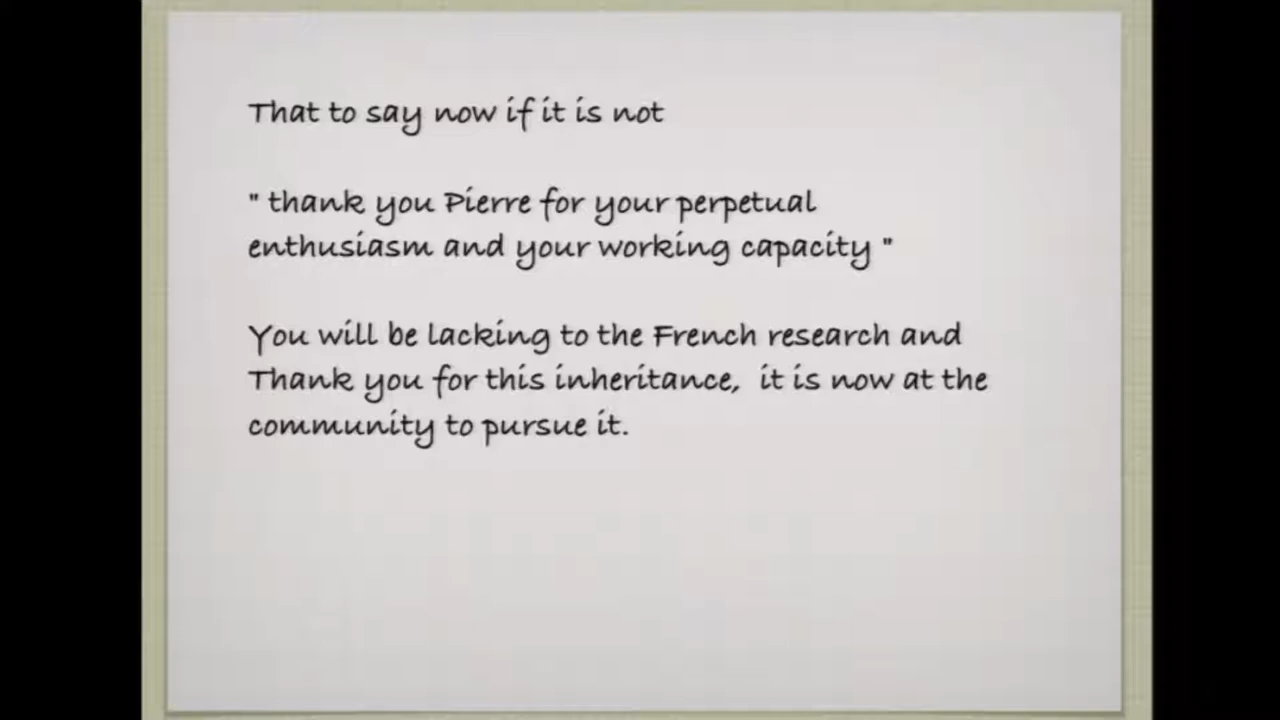 That to say now if it is not
" thank you Pierre for your perpetual
enthusiasm and your working capacity "
You will be lacking to the French research and
Thank you for this inheritance, it is now at the
community to pursue it.